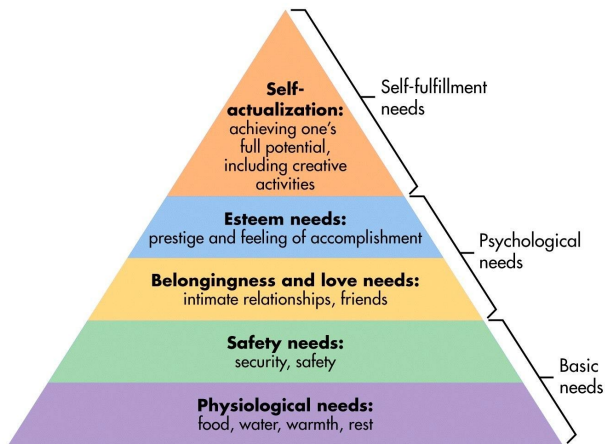 Self-
actualization:
achieving one's
full potential,
including creative
activities
Self-fulfillment
needs
Esteem needs:
prestige and feeling of accomplishment
Psychological
needs
Belongingness and love needs:
intimate relationships, friends
Safety needs:
security, safety
Basic
needs
Physiological needs:
food, water, warmth, rest